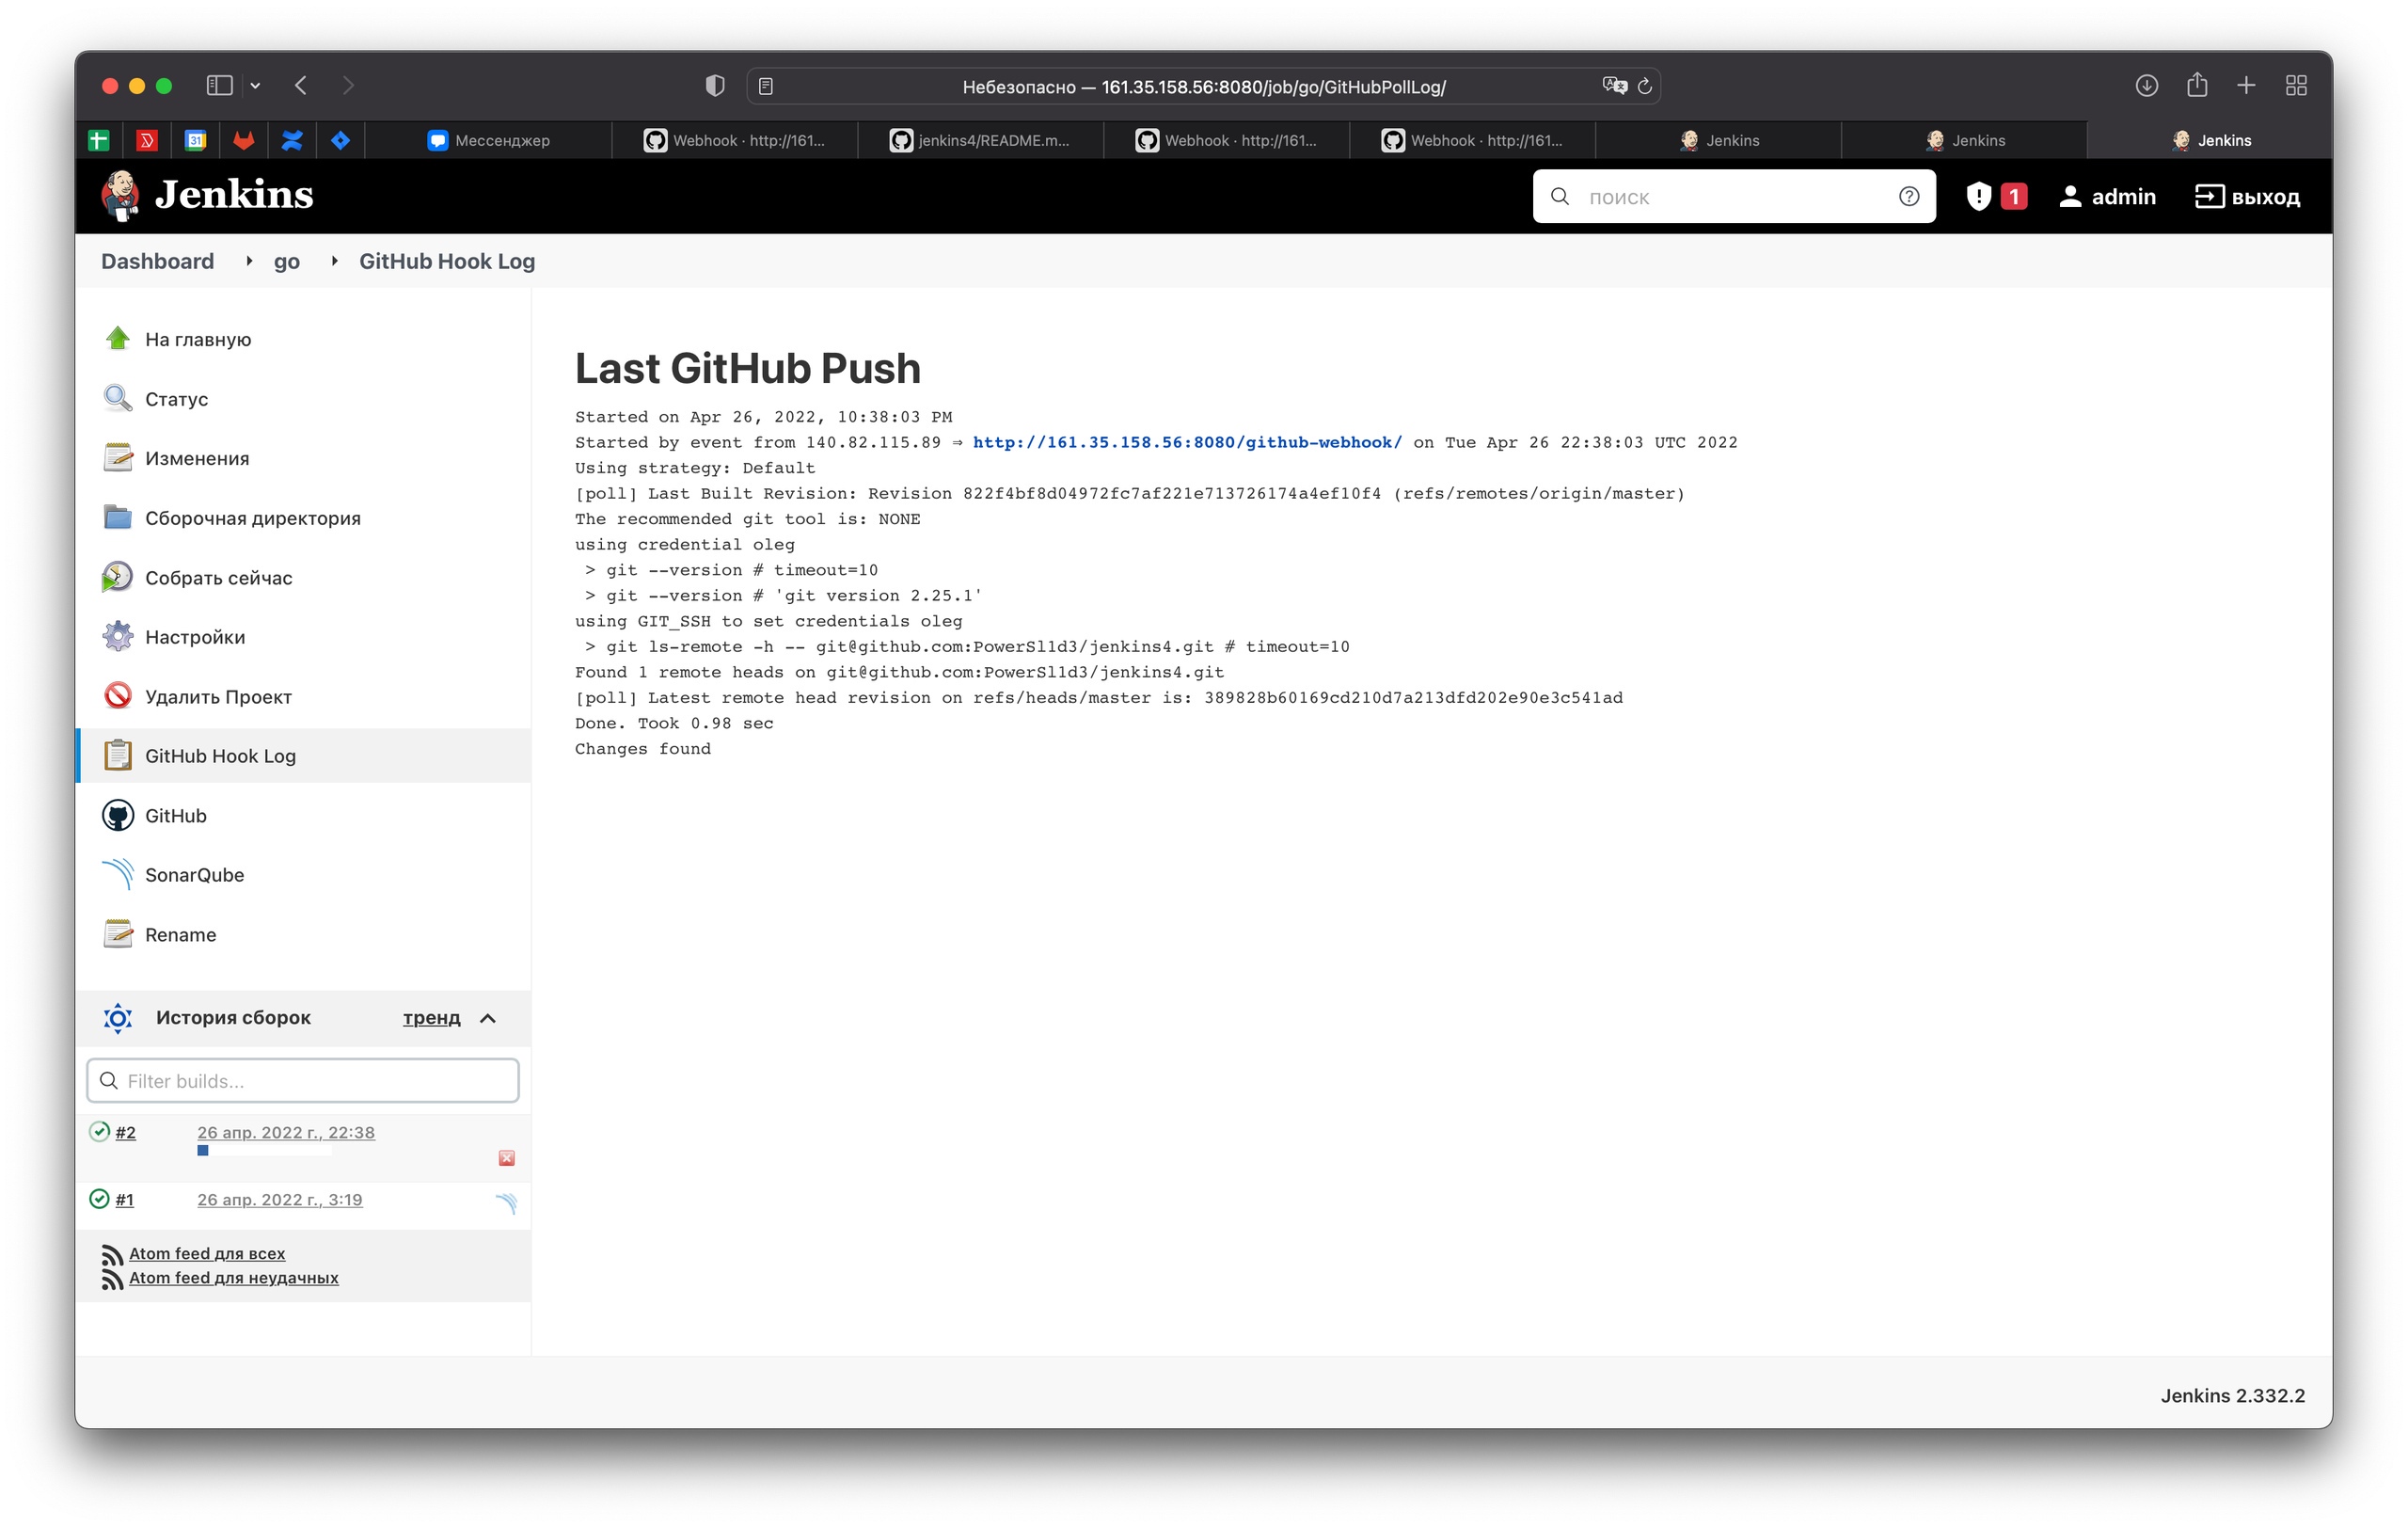 Небезопасно — 161.35.158.56:8080/job/go/GitHubPollLog/
31 Мессенджер Webhook · http://161... jenkins4/README.m... Webhook · http://161... Webhook · http://161... Jenkins Jenkins Jenkins
Jenkins поиск 1 admin выход
Dashboard go GitHub Hook Log
На главную
Статус
Изменения
Сборочная директория
Собрать сейчас
Настройки
Удалить Проект
GitHub Hook Log
GitHub
SonarQube
Rename
История сборок тренд
Filter builds...
#2 26 апр. 2022 г., 22:38
#1 26 апр. 2022 г., 3:19
Atom feed для всех
Atom feed для неудачных
Last GitHub Push
Started on Apr 26, 2022, 10:38:03 PM
Started by event from 140.82.115.89 ⇒ http://161.35.158.56:8080/github-webhook/ on Tue Apr 26 22:38:03 UTC 2022
Using strategy: Default
[poll] Last Built Revision: Revision 822f4bf8d04972fc7af221e713726174a4ef10f4 (refs/remotes/origin/master)
The recommended git tool is: NONE
using credential oleg
> git --version # timeout=10
> git --version # 'git version 2.25.1'
using GIT_SSH to set credentials oleg
> git ls-remote -h -- git@github.com:PowerSl1d3/jenkins4.git # timeout=10
Found 1 remote heads on git@github.com:PowerSl1d3/jenkins4.git
[poll] Latest remote head revision on refs/heads/master is: 389828b60169cd210d7a213dfd202e90e3c541ad
Done. Took 0.98 sec
Changes found
Jenkins 2.332.2